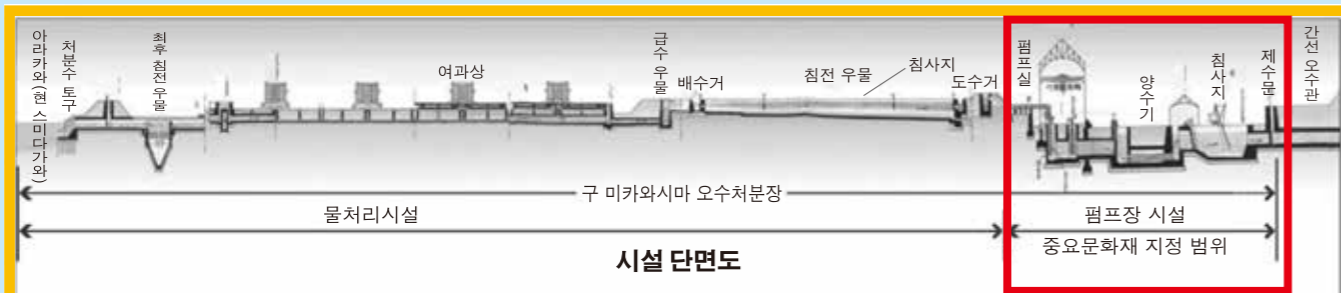 아라카와(현 스미다가와)
처분수 토구
최후 침전 우물
여과상
급수 우물
배수거
침전 우물
침사지
도수거
펌프실
양수기
침사지
제수문
간선 오수관
구 미카와시마 오수처분장
물처리시설
펌프장 시설
중요문화재 지정 범위
시설 단면도